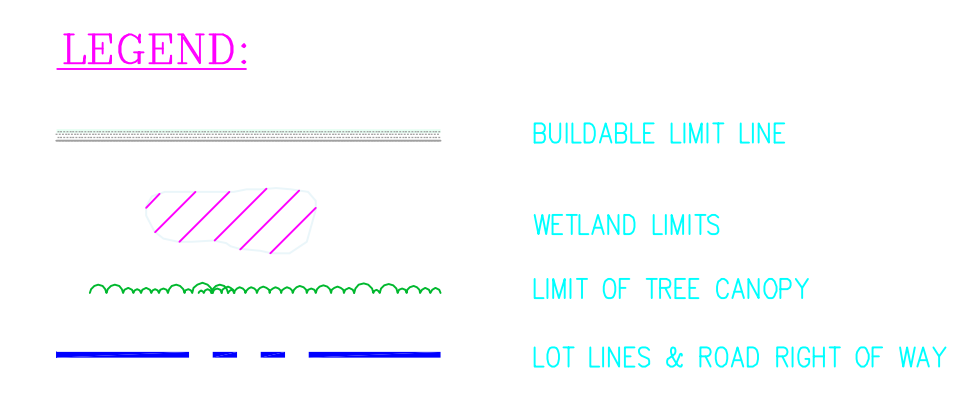 LEGEND:
BUILDABLE LIMIT LINE
WETLAND LIMITS
LIMIT OF TREE CANOPY
LOT LINES & ROAD RIGHT OF WAY